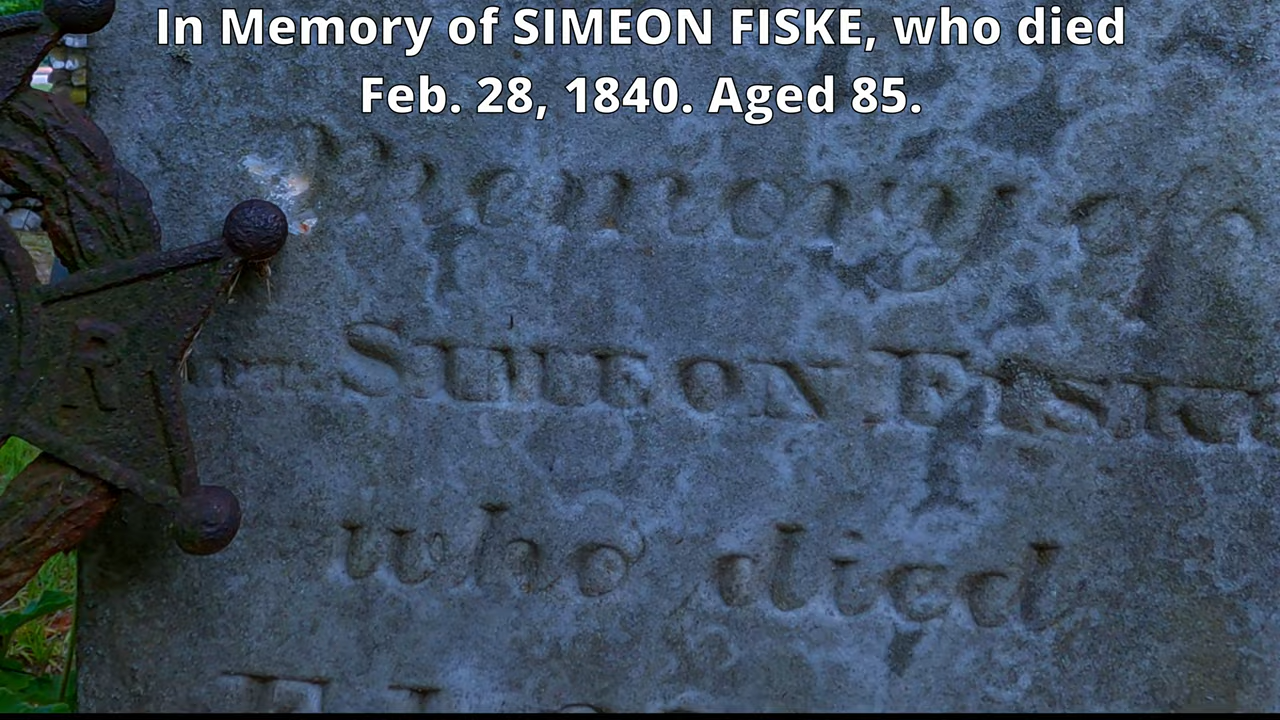 In Memory of SIMEON FISKE, who died
Feb. 28, 1840. Aged 85.
Memory of
SIMEON FISKE
who died
R